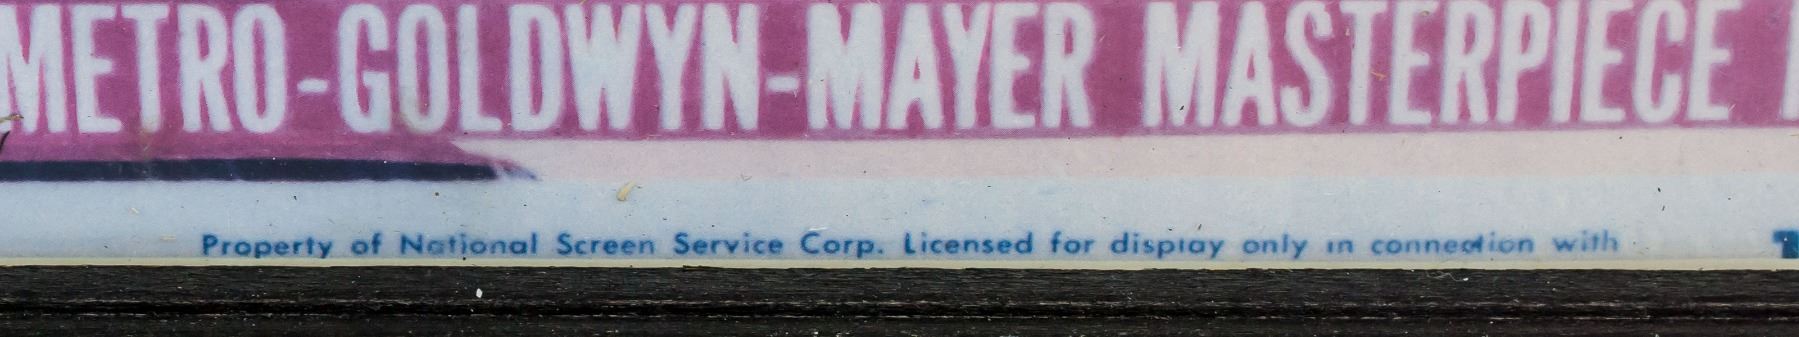 METRO-GOLDWYN-MAYER MASTERPIECE
Property of National Screen Service Corp. Licensed for display only in connection with